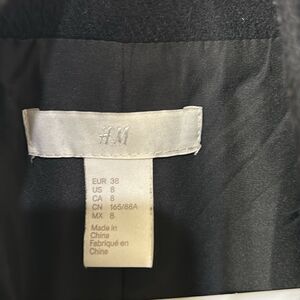 H&M
EUR 38
US 8
CA 8
CN 165/88A
MX 8
Made in
China
Fabriqué en
Chine